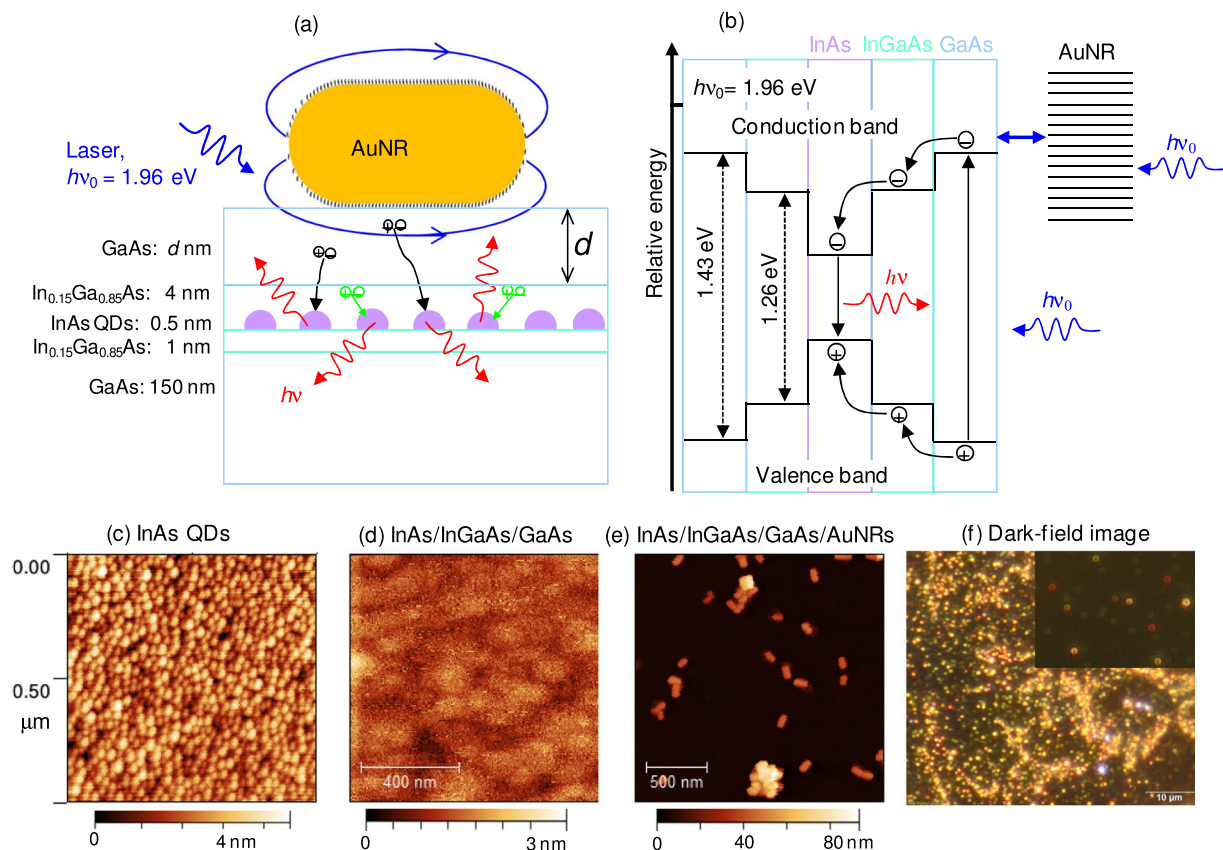 (a)
AuNR
Laser,
hν₀ = 1.96 eV
d
GaAs: d nm
In₀.₁₅Ga₀.₈₅As: 4 nm
InAs QDs: 0.5 nm
In₀.₁₅Ga₀.₈₅As: 1 nm
GaAs: 150 nm
hν
(b)
InAs InGaAs GaAs
AuNR
hν₀= 1.96 eV
Conduction band
hν₀
Relative energy
1.43 eV
1.26 eV
hν
hν₀
Valence band
(c) InAs QDs
0.00
0.50
μm
0 4 nm
(d) InAs/InGaAs/GaAs
400 nm
0 3 nm
(e) InAs/InGaAs/GaAs/AuNRs
500 nm
0 40 80 nm
(f) Dark-field image
10 μm